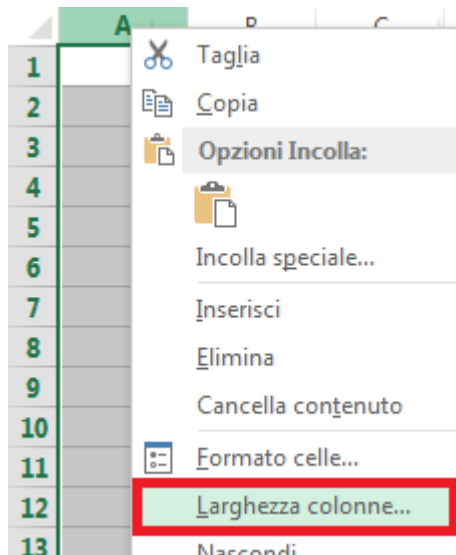 A B C
1
Taglia
2
Copia
3
Opzioni Incolla:
4
5
6
Incolla speciale...
7
Inserisci
8
Elimina
9
Cancella contenuto
10
11
Formato celle...
12
Larghezza colonne...
13
Nascondi